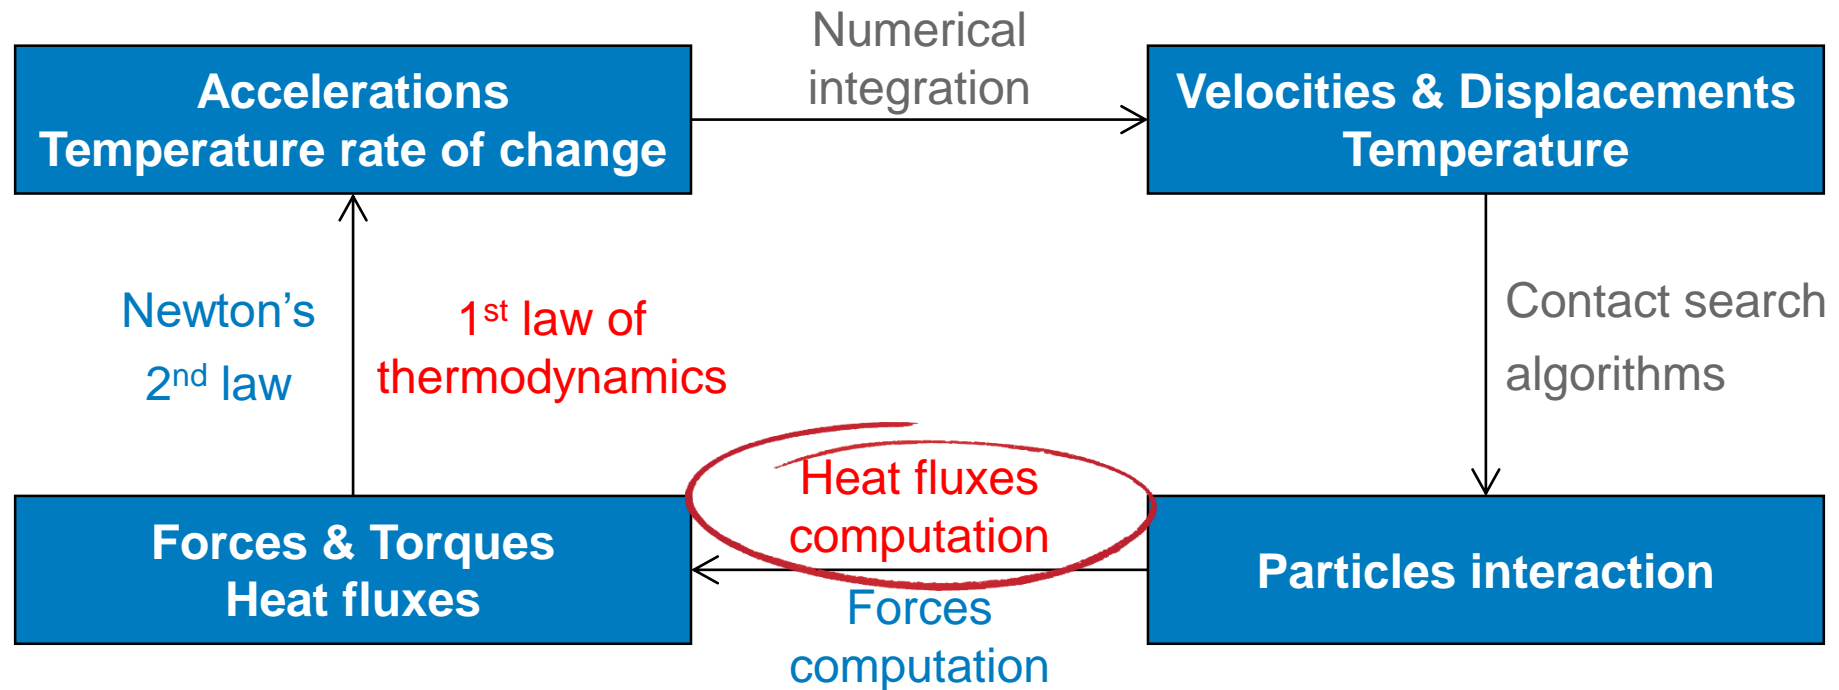 Numerical
integration
Accelerations
Temperature rate of change
Velocities & Displacements
Temperature
Newton’s
2nd law
1st law of
thermodynamics
Contact search
algorithms
Heat fluxes
computation
Forces & Torques
Heat fluxes
Particles interaction
Forces
computation